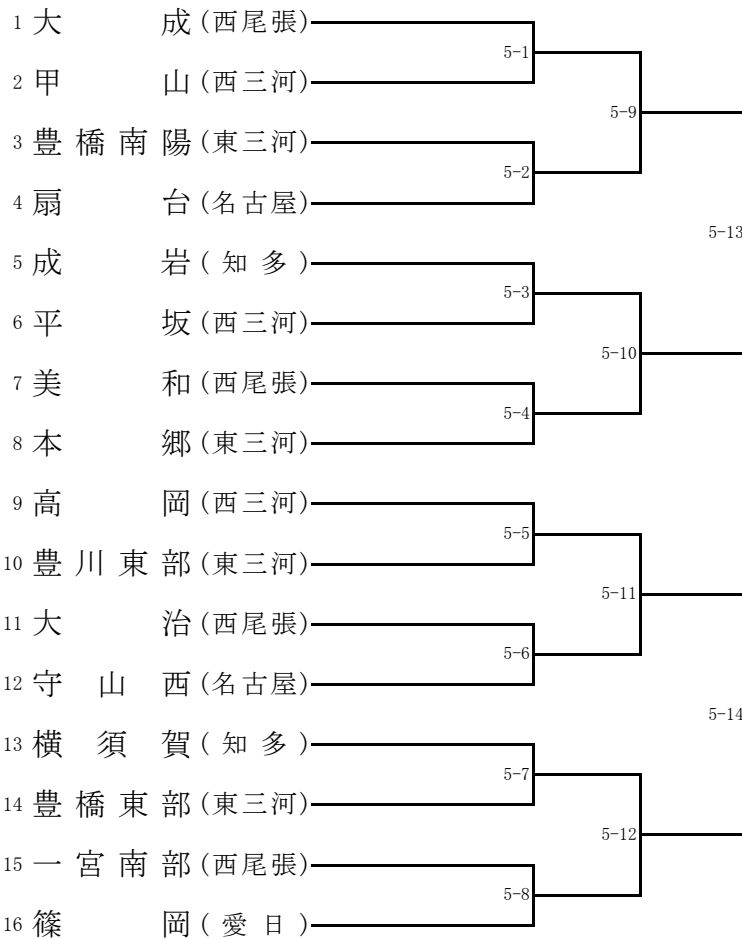 1 大成(西尾張)
5-1
2 甲山(西三河)
5-9
3 豊橋南陽(東三河)
5-2
4 扇台(名古屋)
5-13
5 成岩(知多)
5-3
6 平坂(西三河)
5-10
7 美和(西尾張)
5-4
8 本郷(東三河)
9 高岡(西三河)
5-5
10 豊川東部(東三河)
5-11
11 大治(西尾張)
5-6
12 守山西(名古屋)
5-14
13 横須賀(知多)
5-7
14 豊橋東部(東三河)
5-12
15 一宮南部(西尾張)
5-8
16 篠岡(愛日)